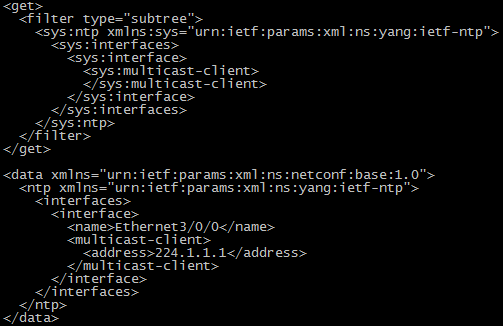 <get>
  <filter type="subtree">
    <sys:ntp xmlns:sys="urn:ietf:params:xml:ns:yang:ietf-ntp">
      <sys:interfaces>
        <sys:interface>
          <sys:multicast-client>
          </sys:multicast-client>
        </sys:interface>
      </sys:interfaces>
    </sys:ntp>
  </filter>
</get>

<data xmlns="urn:ietf:params:xml:ns:netconf:base:1.0">
  <ntp xmlns="urn:ietf:params:xml:ns:yang:ietf-ntp">
    <interfaces>
      <interface>
        <name>Ethernet3/0/0</name>
        <multicast-client>
          <address>224.1.1.1</address>
        </multicast-client>
      </interface>
    </interfaces>
  </ntp>
</data>